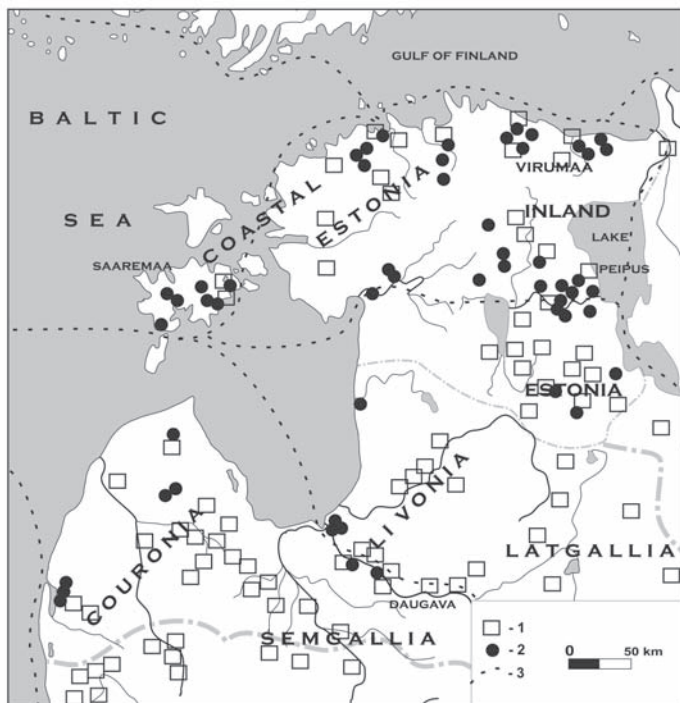 GULF OF FINLAND
BALTIC
SEA
COASTAL
ESTONIA
VIRUMAA
INLAND
LAKE
PEIPUS
SAAREMAA
ESTONIA
LIVONIA
COURONIA
LATGALLIA
DAUGAVA
SEMGALLIA
- 1
- 2
- 3
0 50 km